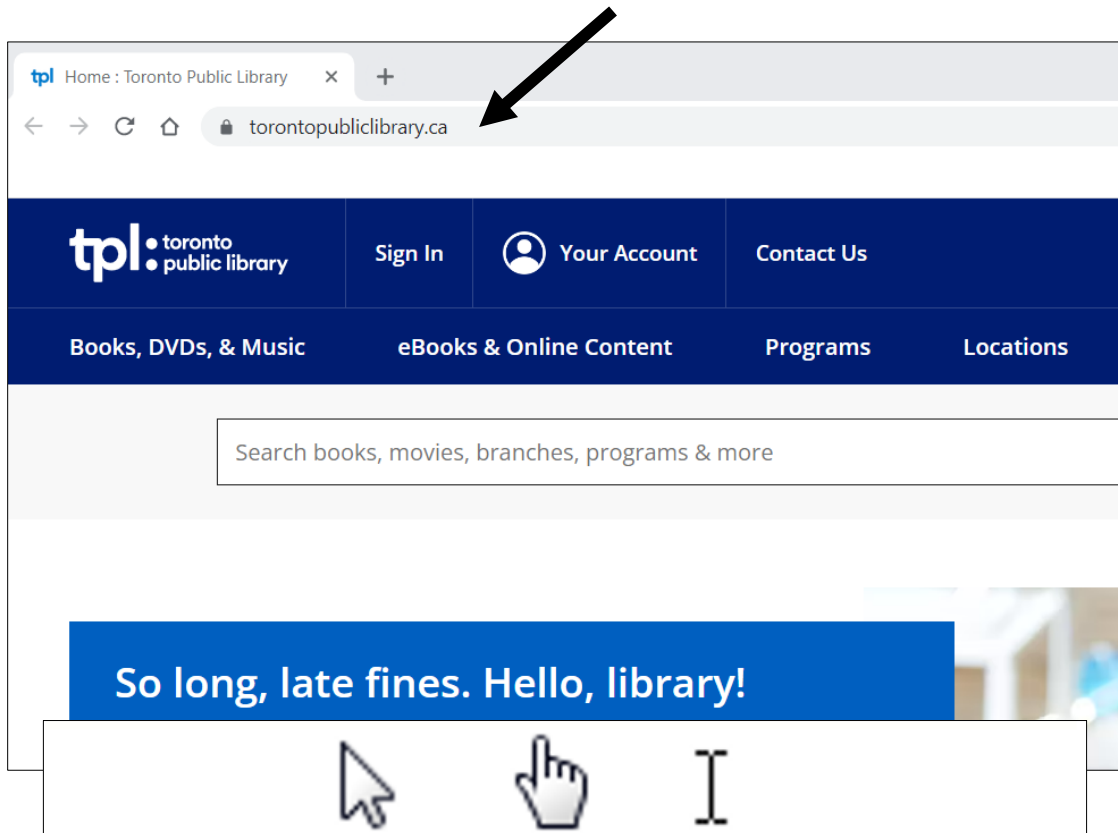 tpl Home : Toronto Public Library
torontopubliclibrary.ca
tpl: toronto public library
Sign In
Your Account
Contact Us
Books, DVDs, & Music
eBooks & Online Content
Programs
Locations
Search books, movies, branches, programs & more
So long, late fines. Hello, library!